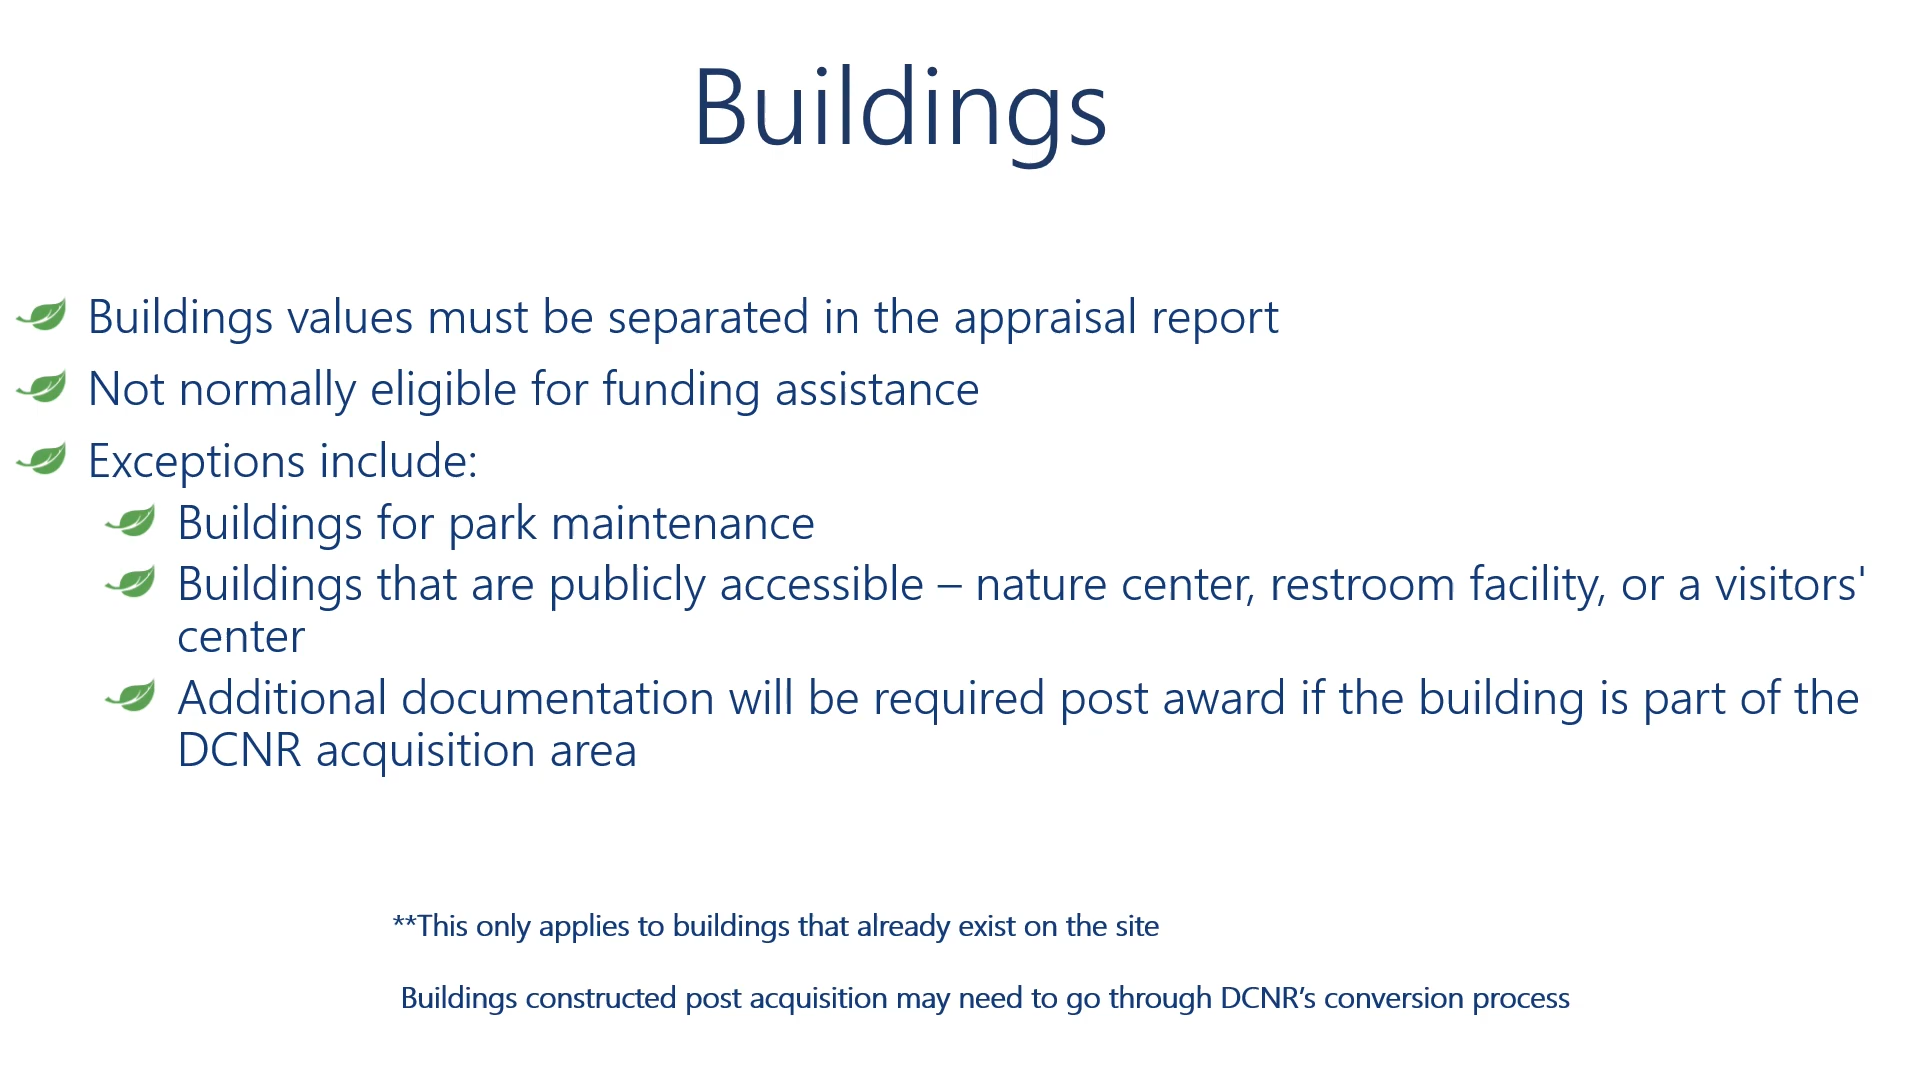 Buildings
Buildings values must be separated in the appraisal report
Not normally eligible for funding assistance
Exceptions include:
Buildings for park maintenance
Buildings that are publicly accessible – nature center, restroom facility, or a visitors'
center
Additional documentation will be required post award if the building is part of the
DCNR acquisition area
**This only applies to buildings that already exist on the site
Buildings constructed post acquisition may need to go through DCNR’s conversion process